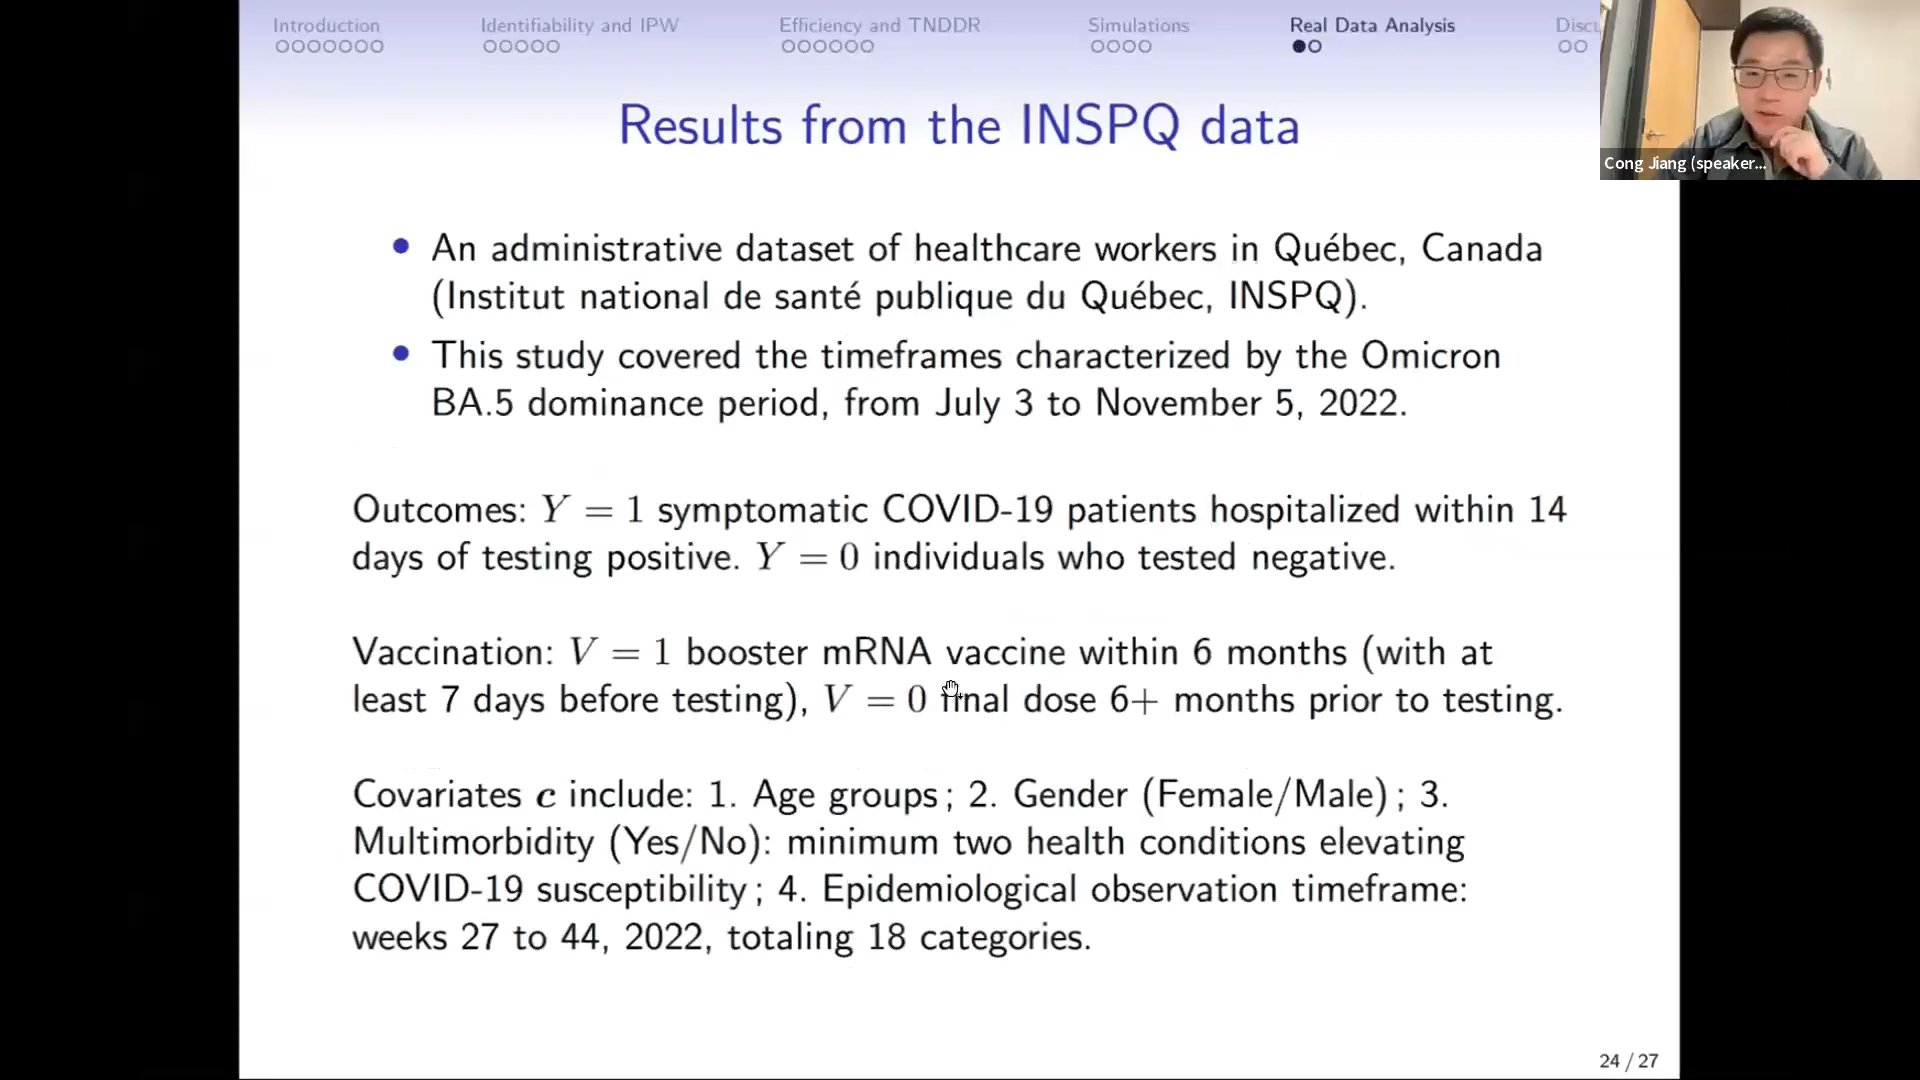 Introduction
Identifiability and IPW
Efficiency and TNDDR
Simulations
Real Data Analysis
Results from the INSPQ data
Cong Jiang (speaker...
• An administrative dataset of healthcare workers in Québec, Canada
(Institut national de santé publique du Québec, INSPQ).
• This study covered the timeframes characterized by the Omicron
BA.5 dominance period, from July 3 to November 5, 2022.
Outcomes: Y = 1 symptomatic COVID-19 patients hospitalized within 14
days of testing positive. Y = 0 individuals who tested negative.
Vaccination: V = 1 booster mRNA vaccine within 6 months (with at
least 7 days before testing), V = 0 final dose 6+ months prior to testing.
Covariates c include: 1. Age groups; 2. Gender (Female/Male); 3.
Multimorbidity (Yes/No): minimum two health conditions elevating
COVID-19 susceptibility; 4. Epidemiological observation timeframe:
weeks 27 to 44, 2022, totaling 18 categories.
24 / 27